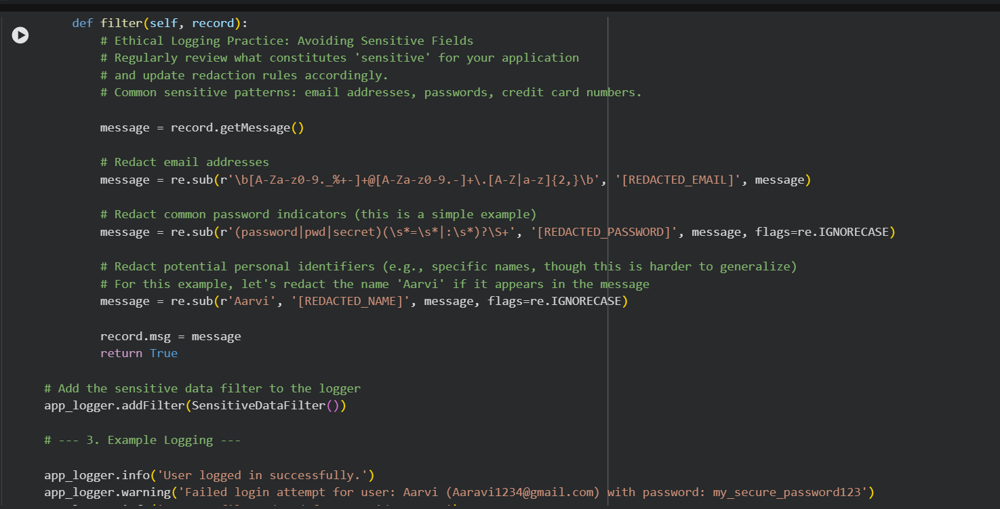 def filter(self, record):
# Ethical Logging Practice: Avoiding Sensitive Fields
# Regularly review what constitutes 'sensitive' for your application
# and update redaction rules accordingly.
# Common sensitive patterns: email addresses, passwords, credit card numbers.
message = record.getMessage()
# Redact email addresses
message = re.sub(r'\b[A-Za-z0-9._%+-]+@[A-Za-z0-9.-]+\.[A-Z|a-z]{2,}\b', '[REDACTED_EMAIL]', message)
# Redact common password indicators (this is a simple example)
message = re.sub(r'(password|pwd|secret)(\s*=\s*|:\s*)?\S+', '[REDACTED_PASSWORD]', message, flags=re.IGNORECASE)
# Redact potential personal identifiers (e.g., specific names, though this is harder to generalize)
# For this example, let's redact the name 'Aarvi' if it appears in the message
message = re.sub(r'Aarvi', '[REDACTED_NAME]', message, flags=re.IGNORECASE)
record.msg = message
return True
# Add the sensitive data filter to the logger
app_logger.addFilter(SensitiveDataFilter())
# --- 3. Example Logging ---
app_logger.info('User logged in successfully.')
app_logger.warning('Failed login attempt for user: Aarvi (Aaravi1234@gmail.com) with password: my_secure_password123')